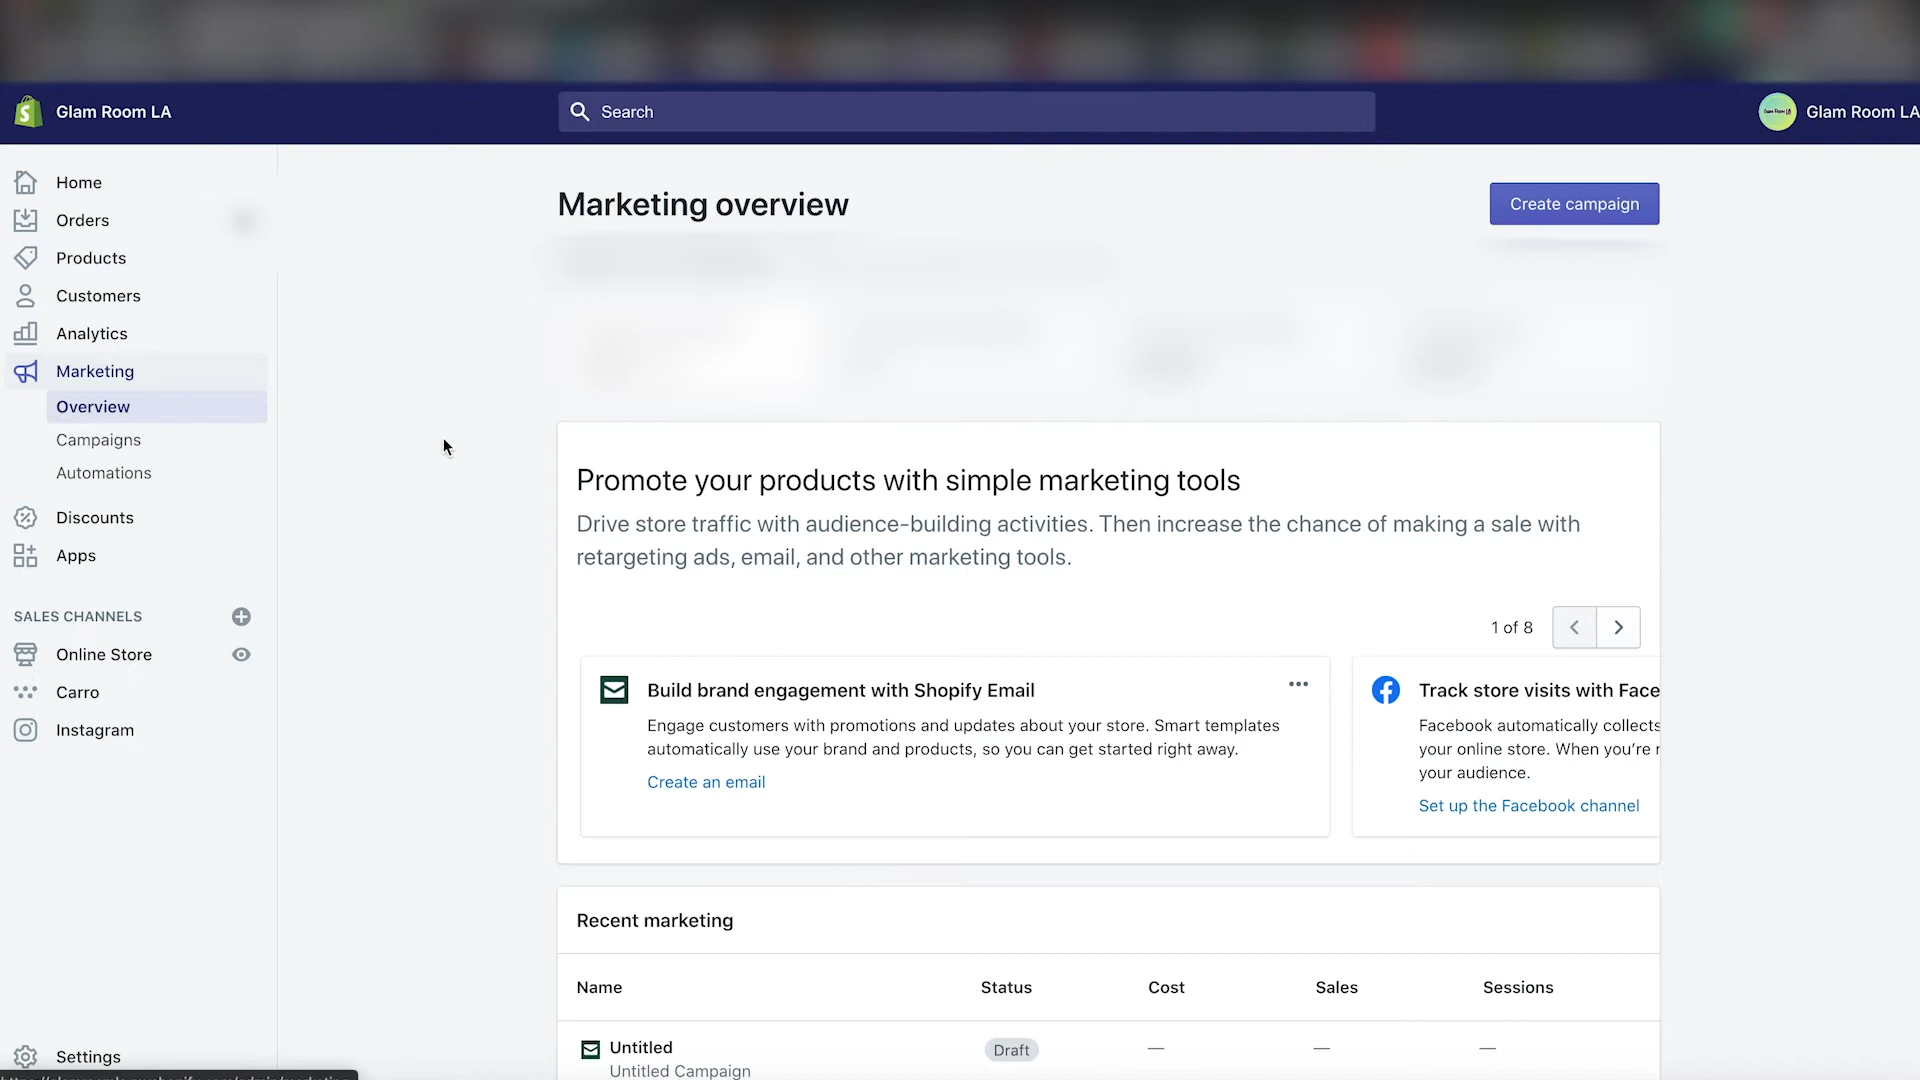 Glam Room LA
Search
Glam Room LA
Home
Orders
Products
Customers
Analytics
Marketing
Overview
Campaigns
Automations
Discounts
Apps
SALES CHANNELS
Online Store
Carro
Instagram
Settings
Marketing overview
Create campaign
Promote your products with simple marketing tools
Drive store traffic with audience-building activities. Then increase the chance of making a sale with
retargeting ads, email, and other marketing tools.
1 of 8
Build brand engagement with Shopify Email
Engage customers with promotions and updates about your store. Smart templates
automatically use your brand and products, so you can get started right away.
Create an email
Track store visits with Face
Facebook automatically collects
your online store. When you're r
your audience.
Set up the Facebook channel
Recent marketing
Name Status Cost Sales Sessions
Untitled Draft — — —
Untitled Campaign